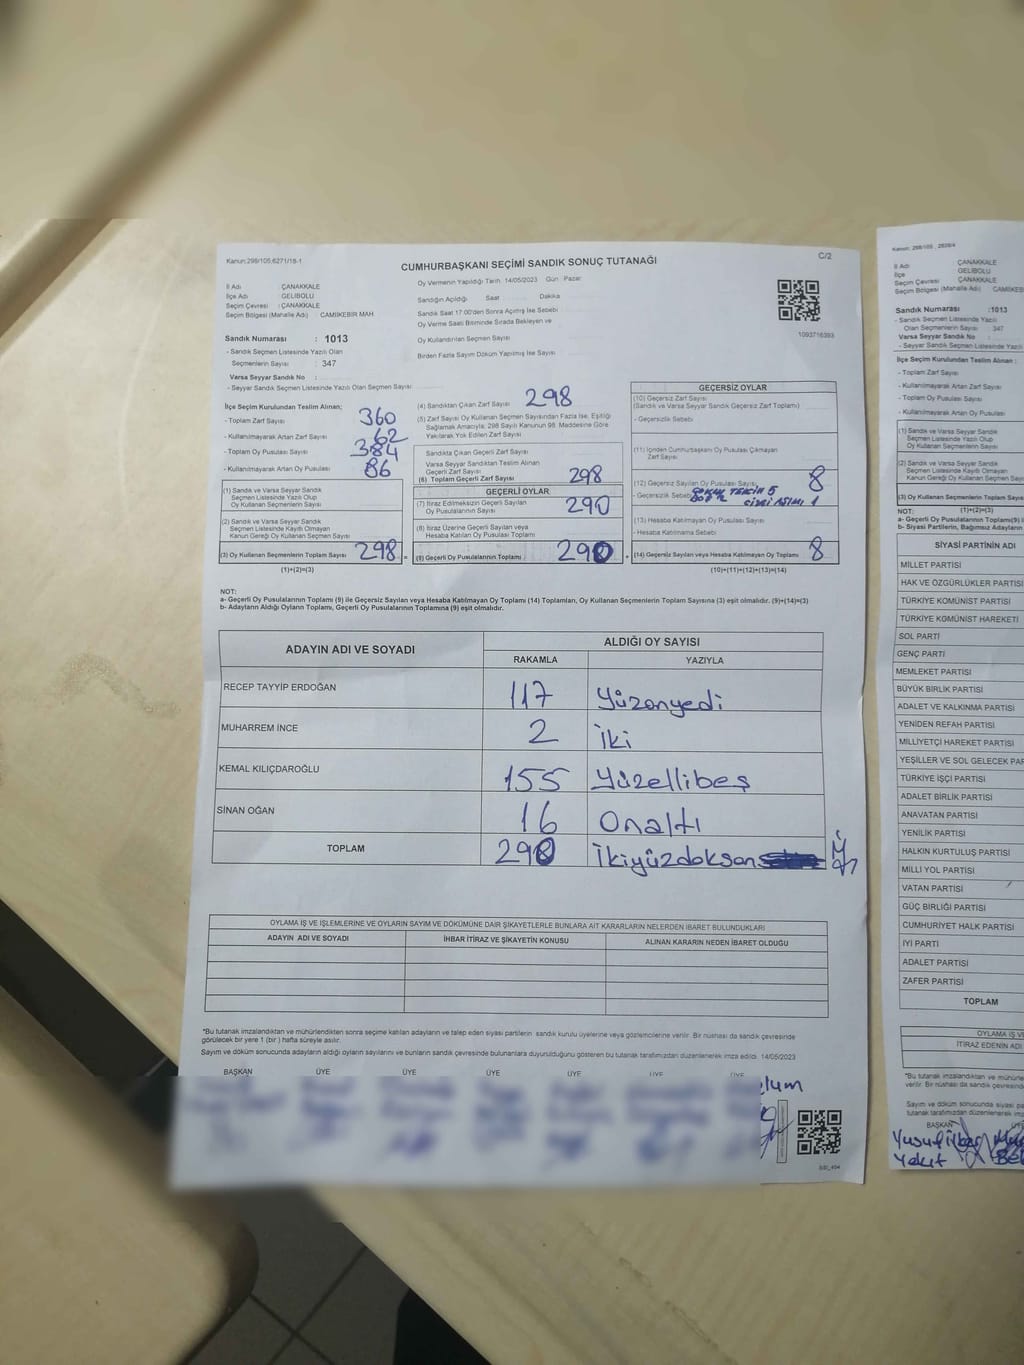 Kanun:298/105,6271/18-1
C/2
CUMHURBAŞKANI SEÇİMİ SANDIK SONUÇ TUTANAĞI
İl Adı : ÇANAKKALE
İlçe Adı : GELİBOLU
Seçim Çevresi : ÇANAKKALE
Seçim Bölgesi (Mahalle Adı) : CAMİİKEBİR MAH.
Sandık Numarası : 1013
- Sandık Seçmen Listesinde Yazılı Olan
Seçmenlerin Sayısı : 347
Varsa Seyyar Sandık No :
- Seyyar Sandık Seçmen Listesinde Yazılı Olan Seçmen Sayısı
Oy Vermenin Yapıldığı Tarih 14/05/2023 Gün : Pazar
Sandığın Açıldığı Saat Dakika
Sandık Saat 17:00'den Sonra Açılmış İse Sebebi
Oy Verme Saati Bitiminde Sırada Bekleyen ve
Oy Kullandırılan Seçmen Sayısı
Birden Fazla Sayım Döküm Yapılmış İse Sayısı
1093716393
İlçe Seçim Kurulundan Teslim Alınan;
- Toplam Zarf Sayısı 360
- Kullanılmayarak Artan Zarf Sayısı 62
- Toplam Oy Pusulası Sayısı 384
- Kullanılmayarak Artan Oy Pusulası 86
(1) Sandık ve Varsa Seyyar Sandık
Seçmen Listesinde Yazılı Olup
Oy Kullanan Seçmenlerin Sayısı
(2) Sandık ve Varsa Seyyar Sandık
Seçmen Listesinde Kayıtlı Olmayan
Kanun Gereği Oy Kullanan Seçmen Sayısı
(3) Oy Kullanan Seçmenlerin Toplam Sayısı 298 =
(1)+(2)=(3)
(4) Sandıktan Çıkan Zarf Sayısı 298
(5) Zarf Sayısı Oy Kullanan Seçmen Sayısından Fazla İse, Eşitliği
Sağlamak Amacıyla; 298 Sayılı Kanunun 98. Maddesine Göre
Yakılarak Yok Edilen Zarf Sayısı
Sandıkta Çıkan Geçerli Zarf Sayısı
Varsa Seyyar Sandıktan Teslim Alınan
Geçerli Zarf Sayısı
(6) Toplam Geçerli Zarf Sayısı 298
GEÇERLİ OYLAR
(7) İtiraz Edilmeksizin Geçerli Sayılan
Oy Pusulalarının Sayısı 290
(8) İtiraz Üzerine Geçerli Sayılan veya
Hesaba Katılan Oy Pusulası Toplamı
(9) Geçerli Oy Pusulalarının Toplamı 290 +
GEÇERSİZ OYLAR
(10) Geçersiz Zarf Sayısı
(Sandık ve Varsa Seyyar Sandık Geçersiz Zarf Toplamı)
- Geçersizlik Sebebi
(11) İçinden Cumhurbaşkanı Oy Pusulası Çıkmayan
Zarf Sayısı
(12) Geçersiz Sayılan Oy Pusulası Sayısı 8
- Geçersizlik Sebebi TERCİH 5
1
(13) Hesaba Katılmayan Oy Pusulası Sayısı
- Hesaba Katılmama Sebebi
(14) Geçersiz Sayılan veya Hesaba Katılmayan Oy Toplamı 8
(10)+(11)+(12)+(13)=(14)
NOT:
a- Geçerli Oy Pusulalarının Toplamı (9) ile Geçersiz Sayılan veya Hesaba Katılmayan Oy Toplamı (14) Toplamları, Oy Kullanan Seçmenlerin Toplam Sayısına (3) eşit olmalıdır. (9)+(14)=(3)
b- Adayların Aldığı Oyların Toplamı, Geçerli Oy Pusulalarının Toplamına (9) eşit olmalıdır.
ADAYIN ADI VE SOYADI ALDIĞI OY SAYISI
RAKAMLA YAZIYLA
RECEP TAYYİP ERDOĞAN 117 Yüzonyedi
MUHARREM İNCE 2 İki
KEMAL KILIÇDAROĞLU 155 Yüzellibeş
SİNAN OĞAN 16 Onaltı
TOPLAM 290 İkiyüzdoksan
OYLAMA İŞ VE İŞLEMLERİNE VE OYLARIN SAYIM VE DÖKÜMÜNE DAİR ŞİKAYETLERLE BUNLARA AİT KARARLARIN NELERDEN İBARET BULUNDUKLARI
ADAYIN ADI VE SOYADI İHBAR İTİRAZ VE ŞİKAYETİN KONUSU ALINAN KARARIN NEDEN İBARET OLDUĞU
*Bu tutanak imzalandıktan ve mühürlendikten sonra seçime katılan adayların ve talep eden siyasi partilerin sandık kurulu üyelerine veya gözlemcilerine verilir. Bir nüshası da sandık çevresinde
görülecek bir yere 1 (bir) hafta süreyle asılır.
Sayım ve döküm sonucunda adayların aldığı oyların sayılarını ve bunların sandık çevresinde bulunanlara duyurulduğunu gösteren bu tutanak tarafımızdan düzenlenerek imza edildi. 14/05/2023
BAŞKAN ÜYE ÜYE ÜYE ÜYE ÜYE ÜYE
Kanun: 298/105 , 2839/4
İl Adı : ÇANAKKALE
İlçe Adı : GELİBOLU
Seçim Çevresi : ÇANAKKALE
Seçim Bölgesi (Mahalle Adı) : CAMİİKEBİR
Sandık Numarası :1013
- Sandık Seçmen Listesinde Yazılı
Olan Seçmenlerin Sayısı : 347
Varsa Seyyar Sandık No :
- Seyyar Sandık Seçmen Listesinde Yazılı
İlçe Seçim Kurulundan Teslim Alınan :
- Toplam Zarf Sayısı
- Kullanılmayarak Artan Zarf Sayısı
- Toplam Oy Pusulası Sayısı
- Kullanılmayarak Artan Oy Pusulası
(1) Sandık ve Varsa Seyyar Sandık
Seçmen Listesinde Yazılı Olup
Oy Kullanan Seçmenlerin Sayısı
(2) Sandık ve Varsa Seyyar Sandık
Seçmen Listesinde Kayıtlı Olmayan
Kanun Gereği Oy Kullanan Seçmen
(3) Oy Kullanan Seçmenlerin Toplam Sayısı
(1)+(2)=(3)
NOT:
a- Geçerli Oy Pusulalarının Toplamı(9)
b- Siyasi Partilerin, Bağımsız Adayların
SİYASİ PARTİNİN ADI
MİLLET PARTİSİ
HAK VE ÖZGÜRLÜKLER PARTİSİ
TÜRKİYE KOMÜNİST PARTİSİ
TÜRKİYE KOMÜNİST HAREKETİ
SOL PARTİ
GENÇ PARTİ
MEMLEKET PARTİSİ
BÜYÜK BİRLİK PARTİSİ
ADALET VE KALKINMA PARTİSİ
YENİDEN REFAH PARTİSİ
MİLLİYETÇİ HAREKET PARTİSİ
YEŞİLLER VE SOL GELECEK PAR
TÜRKİYE İŞÇİ PARTİSİ
ADALET BİRLİK PARTİSİ
ANAVATAN PARTİSİ
YENİLİK PARTİSİ
HALKIN KURTULUŞ PARTİSİ
MİLLİ YOL PARTİSİ
VATAN PARTİSİ
GÜÇ BİRLİĞİ PARTİSİ
CUMHURİYET HALK PARTİSİ
İYİ PARTİ
ADALET PARTİSİ
ZAFER PARTİSİ
TOPLAM
OYLAMA İŞ VE
İTİRAZ EDENİN ADI
*Bu tutanak imzalandıktan ve mühürle
verilir. Bir nüshası da sandık çevresinde
Sayım ve döküm sonucunda siyasi par
tutanak tarafımızdan düzenlenerek imza
BAŞKAN